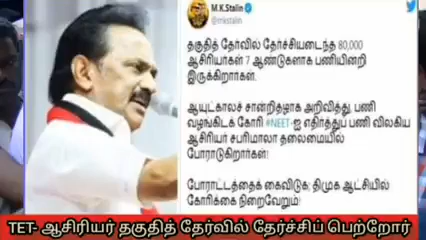 M.K.Stalin
@mkstalin
தகுதித் தேர்வில் தேர்ச்சியடைந்த 80,000
ஆசிரியர்கள் 7 ஆண்டுகளாக பணியின்றி
இருக்கிறார்கள்.
ஆயுட்காலச் சான்றிதழாக அறிவித்து, பணி
வழங்கிடக் கோரி #NEET-ஐ எதிர்த்துப் பணி விலகிய
ஆசிரியர் சபரிமாலா தலைமையில்
போராடுகிறார்கள்!
போராட்டத்தைக் கைவிடுக; திமுக ஆட்சியில்
கோரிக்கை நிறைவேறும்!
TET- ஆசிரியர் தகுதித் தேர்வில் தேர்ச்சிப் பெற்றோர்